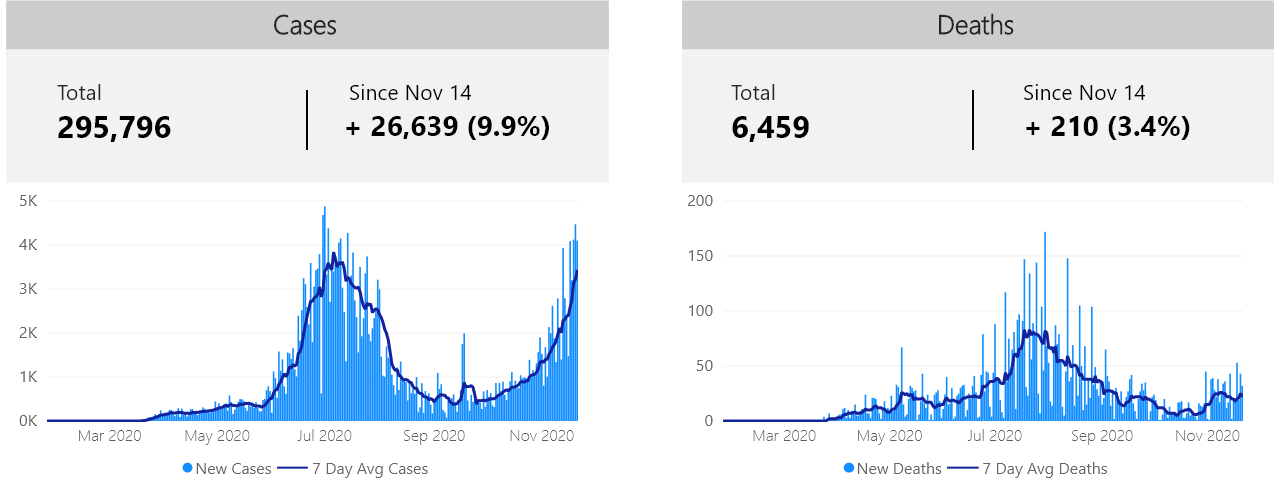 Cases
Total
295,796
Since Nov 14
+ 26,639 (9.9%)
5K
4K
3K
2K
1K
0K
Mar 2020 May 2020 Jul 2020 Sep 2020 Nov 2020
New Cases 7 Day Avg Cases
Deaths
Total
6,459
Since Nov 14
+ 210 (3.4%)
200
150
100
50
0
Mar 2020 May 2020 Jul 2020 Sep 2020 Nov 2020
New Deaths 7 Day Avg Deaths